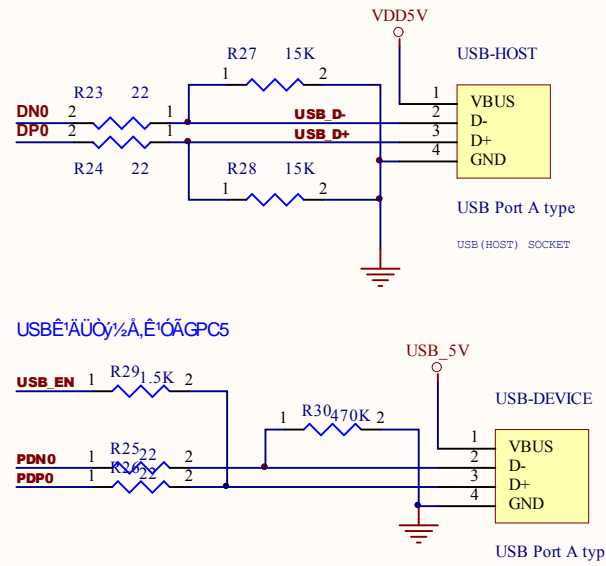 VDD5V
R27 15K
USB-HOST
1 2
R23 22
1 VBUS
DN0 2 1 USB_D- 2 D-
DP0 2 1 USB_D+ 3 D+
4 GND
R24 22 R28 15K
1 2
USB Port A type
USB(HOST) SOCKET
USBÊ¹ÄÜÒý½Å,Ê¹ÓÃGPC5
USB_5V
R29 1.5K
USB_EN 1 2
USB-DEVICE
R30 470K
1 2
1 VBUS
R25 22
PDN0 1 2 2 D-
R26 22
PDP0 1 2 3 D+
4 GND
USB Port A typ